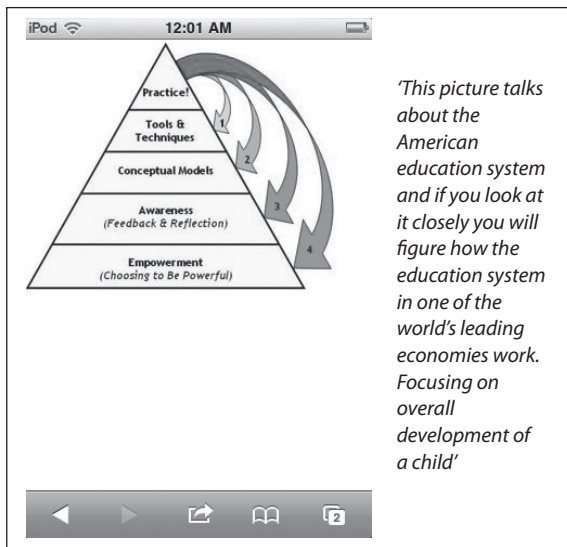 iPod 12:01 AM
Practice!
Tools &
Techniques
Conceptual Models
Awareness
(Feedback & Reflection)
Empowerment
(Choosing to Be Powerful)
1
2
3
4
‘This picture talks
about the
American
education system
and if you look at
it closely you will
figure how the
education system
in one of the
world’s leading
economies work.
Focusing on
overall
development of
a child’
2